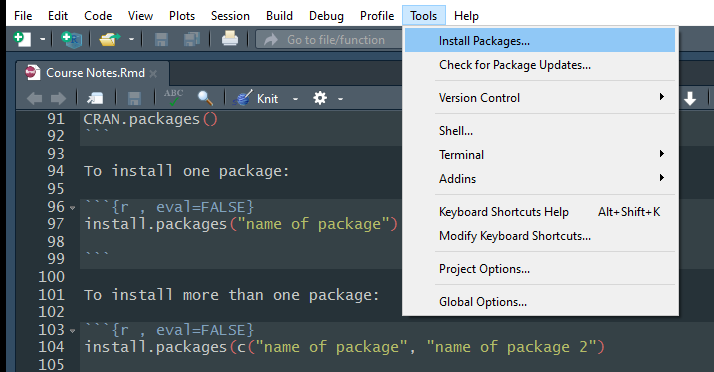 File Edit Code View Plots Session Build Debug Profile Tools Help
Go to file/function
Install Packages...
Check for Package Updates...
Version Control
Shell...
Terminal
Addins
Keyboard Shortcuts Help Alt+Shift+K
Modify Keyboard Shortcuts...
Project Options...
Global Options...
Course Notes.Rmd
ABC Knit
91 CRAN.packages()
92 ```
93
94 To install one package:
95
96 ```{r , eval=FALSE}
97 install.packages("name of package")
98
99 ```
100
101 To install more than one package:
102
103 ```{r , eval=FALSE}
104 install.packages(c("name of package", "name of package 2")
105